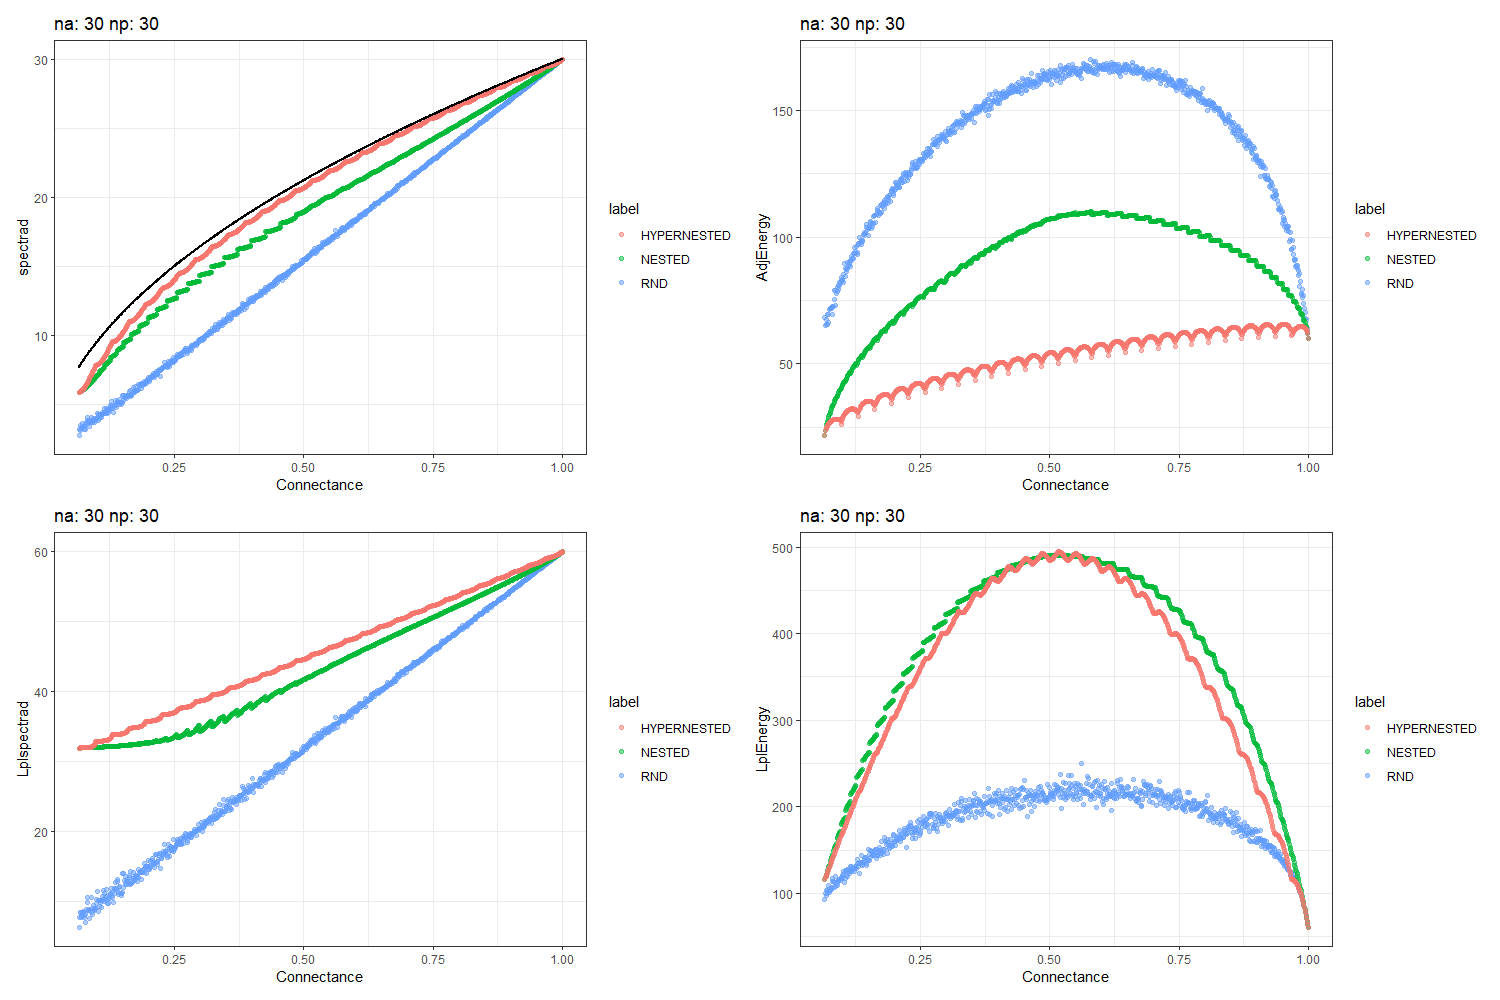 na: 30 np: 30
spectrad
30
20
10
0.25 0.50 0.75 1.00
Connectance
label
HYPERNESTED
NESTED
RND
na: 30 np: 30
AdjEnergy
150
100
50
0.25 0.50 0.75 1.00
Connectance
label
HYPERNESTED
NESTED
RND
na: 30 np: 30
Lplspectrad
60
40
20
0.25 0.50 0.75 1.00
Connectance
label
HYPERNESTED
NESTED
RND
na: 30 np: 30
LplEnergy
500
400
300
200
100
0.25 0.50 0.75 1.00
Connectance
label
HYPERNESTED
NESTED
RND